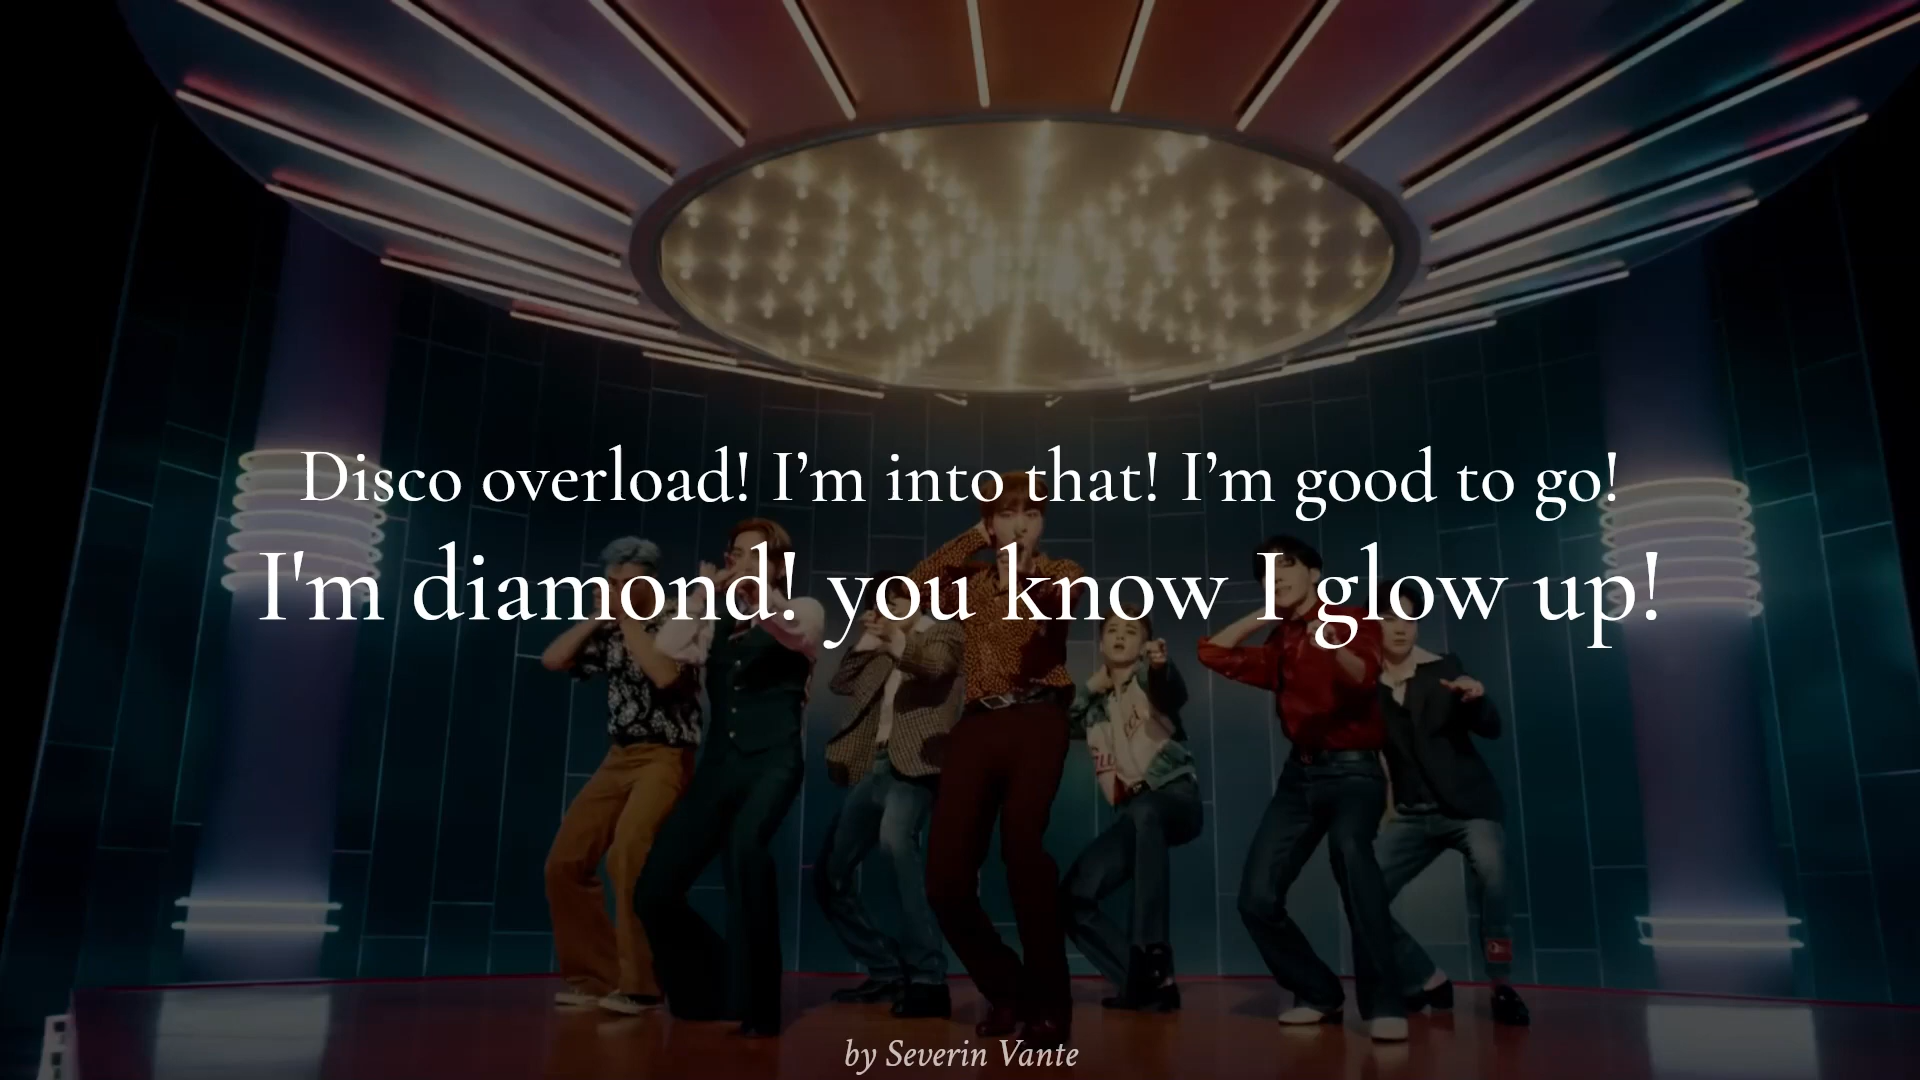 Disco overload! I’m into that! I’m good to go!
I'm diamond! you know I glow up!
by Severin Vante